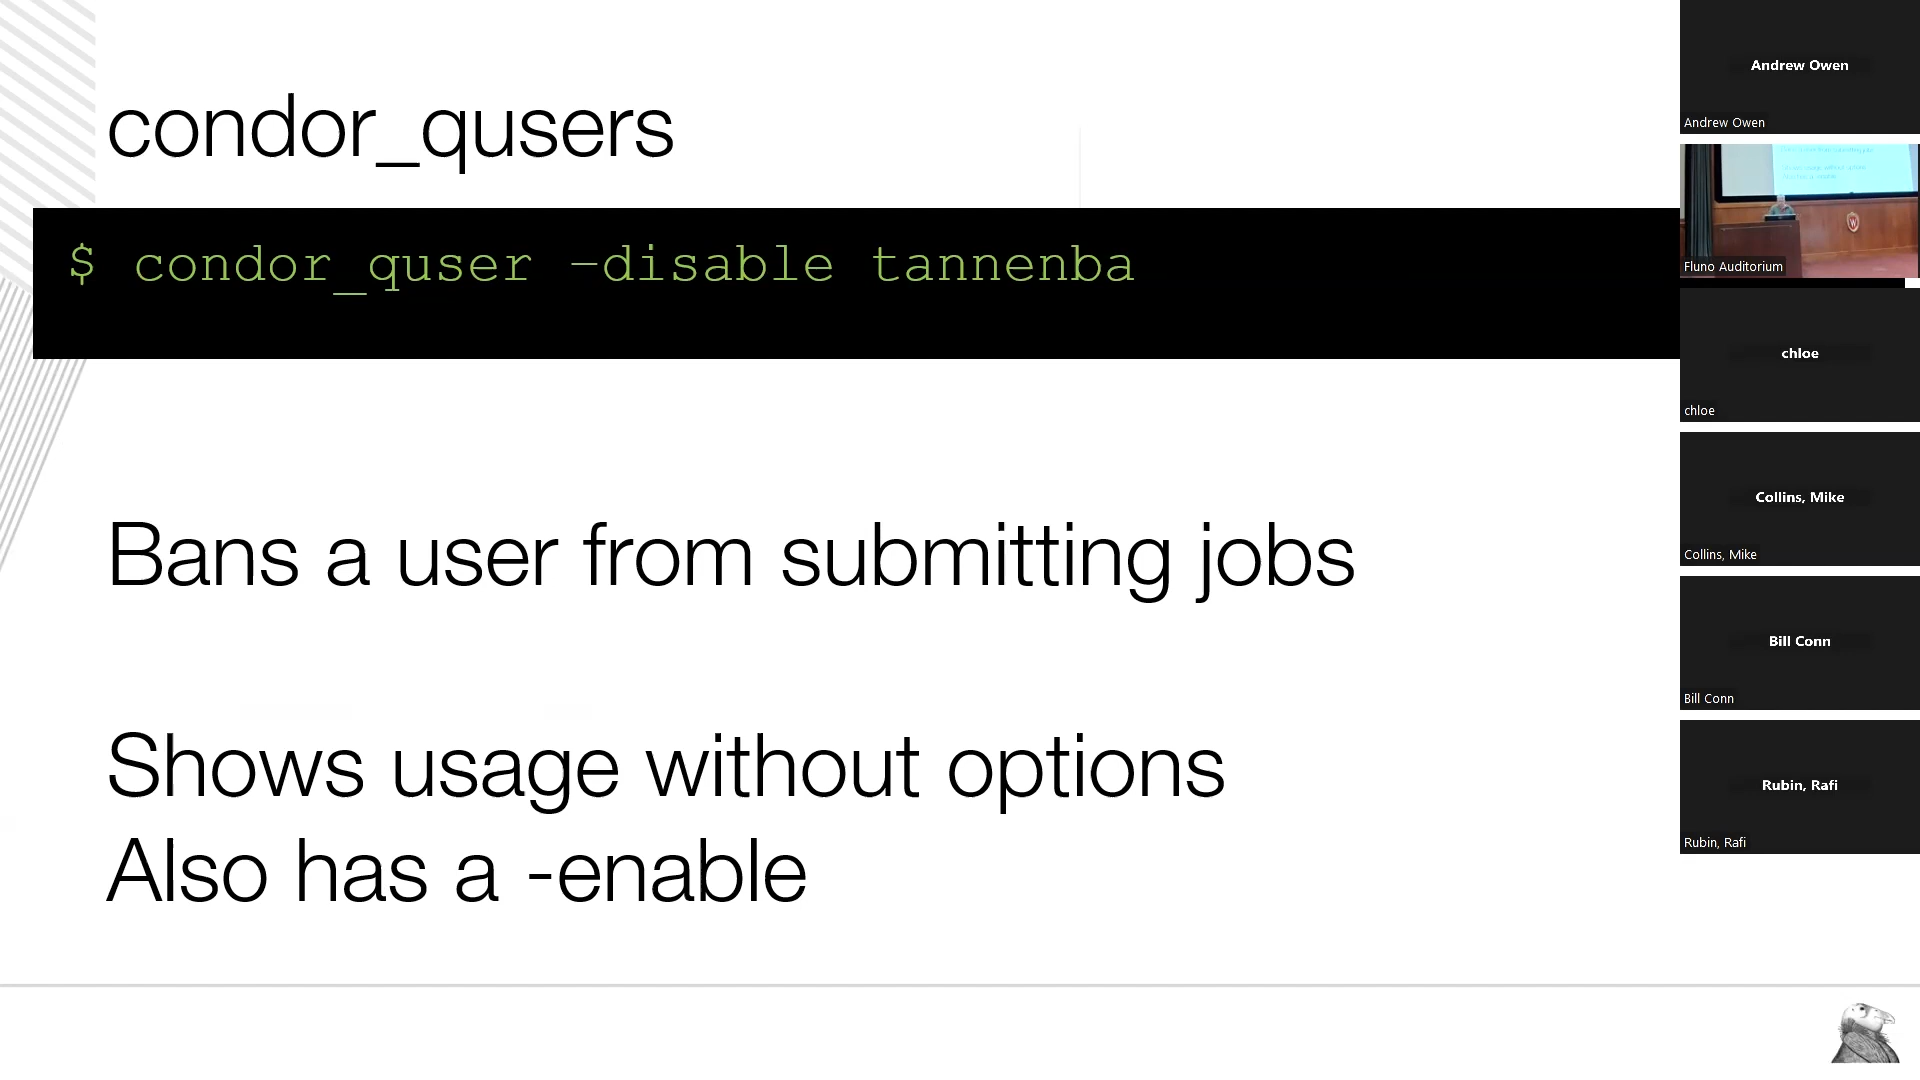 condor_qusers
$ condor_quser –disable tannenba
Bans a user from submitting jobs
Shows usage without options
Also has a -enable
Andrew Owen
Andrew Owen
Fluno Auditorium
chloe
chloe
Collins, Mike
Collins, Mike
Bill Conn
Bill Conn
Rubin, Rafi
Rubin, Rafi